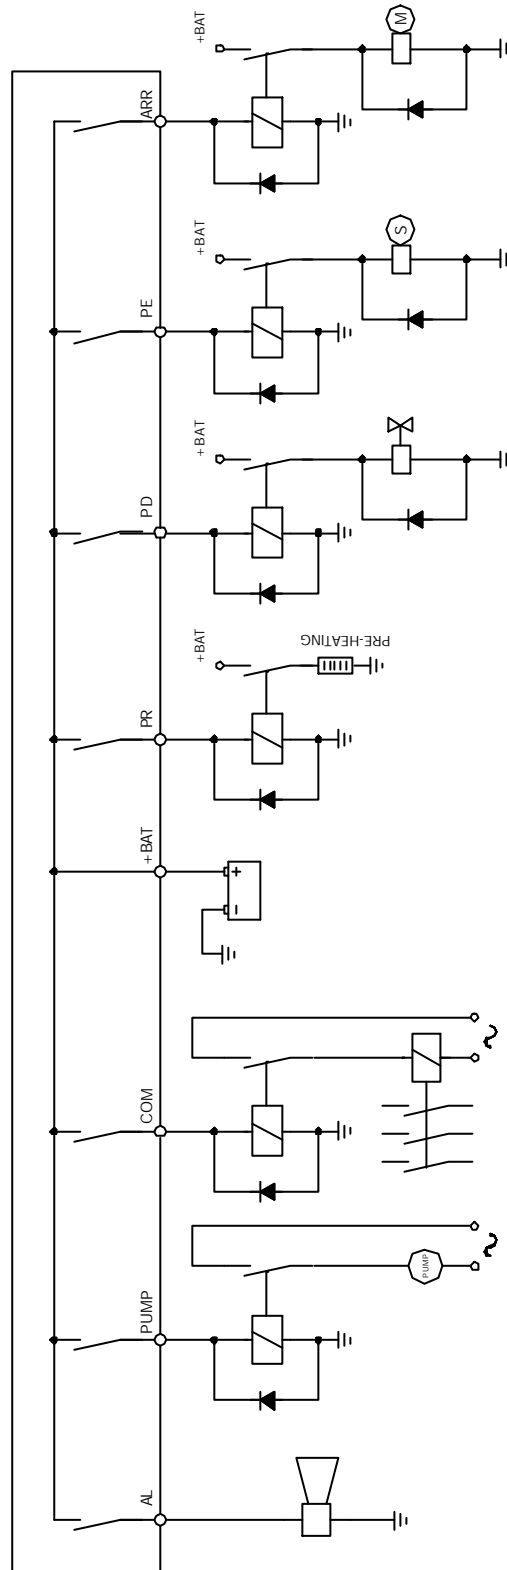 +BAT
M
ARR
+BAT
S
PE
+BAT
PD
+BAT
PRE-HEATING
PR
+BAT
+
-
COM
PUMP
PUMP
AL